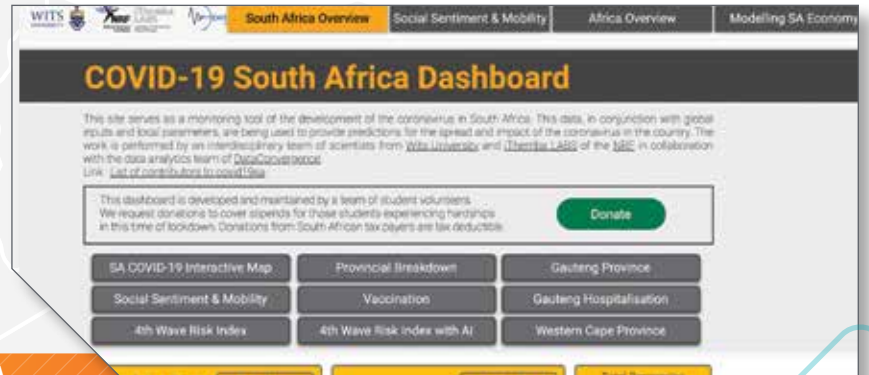 WITS
UNIVERSITY
NRF
iThemba
LABS
South Africa Overview
Social Sentiment & Mobility
Africa Overview
Modelling SA Economy
COVID-19 South Africa Dashboard
This site serves as a monitoring tool of the development of the coronavirus in South Africa. This data, in conjunction with global
inputs and local parameters, are being used to provide predictions for the spread and impact of the coronavirus in the country. The
work is performed by an interdisciplinary team of scientists from Wits University and iThemba LABS of the NRF in collaboration
with the data analytics team of DataConvergence
Link: List of contributors to covid19za
This dashboard is developed and maintained by a team of student volunteers.
We request donations to cover stipends for those students experiencing hardships
in this time of lockdown. Donations from South African tax payers are tax deductible.
Donate
SA COVID-19 Interactive Map
Provincial Breakdown
Gauteng Province
Social Sentiment & Mobility
Vaccination
Gauteng Hospitalisation
4th Wave Risk Index
4th Wave Risk Index with AI
Western Cape Province